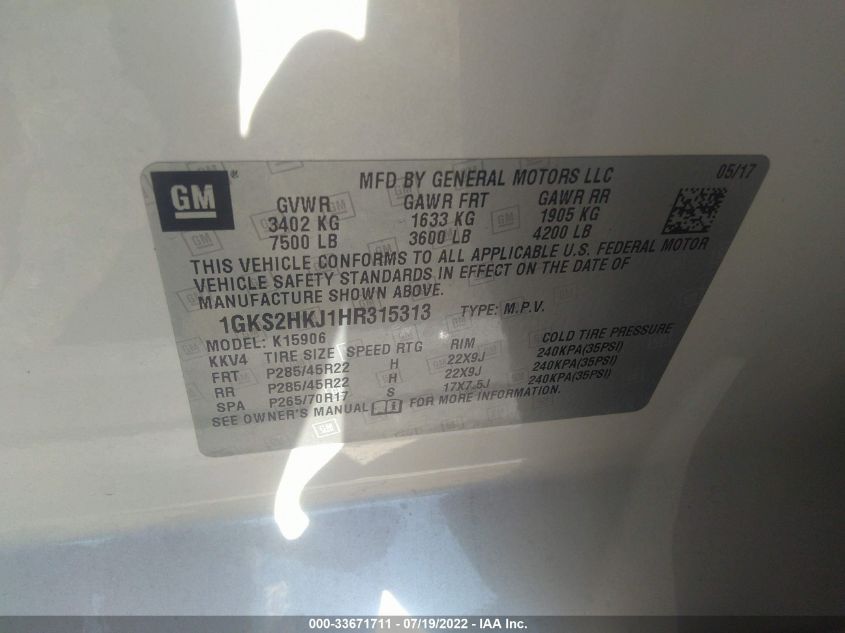 GM ®
MFD BY GENERAL MOTORS LLC 05/17
GVWR GAWR FRT GAWR RR
3402 KG 1633 KG 1905 KG
7500 LB 3600 LB 4200 LB
THIS VEHICLE CONFORMS TO ALL APPLICABLE U.S. FEDERAL MOTOR
VEHICLE SAFETY STANDARDS IN EFFECT ON THE DATE OF
MANUFACTURE SHOWN ABOVE.
1GKS2HKJ1HR315313 TYPE: M.P.V.
MODEL: K15906
KKV4 TIRE SIZE SPEED RTG RIM COLD TIRE PRESSURE
FRT P285/45R22 H 22X9J 240KPA(35PSI)
RR P285/45R22 H 22X9J 240KPA(35PSI)
SPA P265/70R17 S 17X7.5J 240KPA(35PSI)
SEE OWNER'S MANUAL FOR MORE INFORMATION.
000-33671711 - 07/19/2022 - IAA Inc.